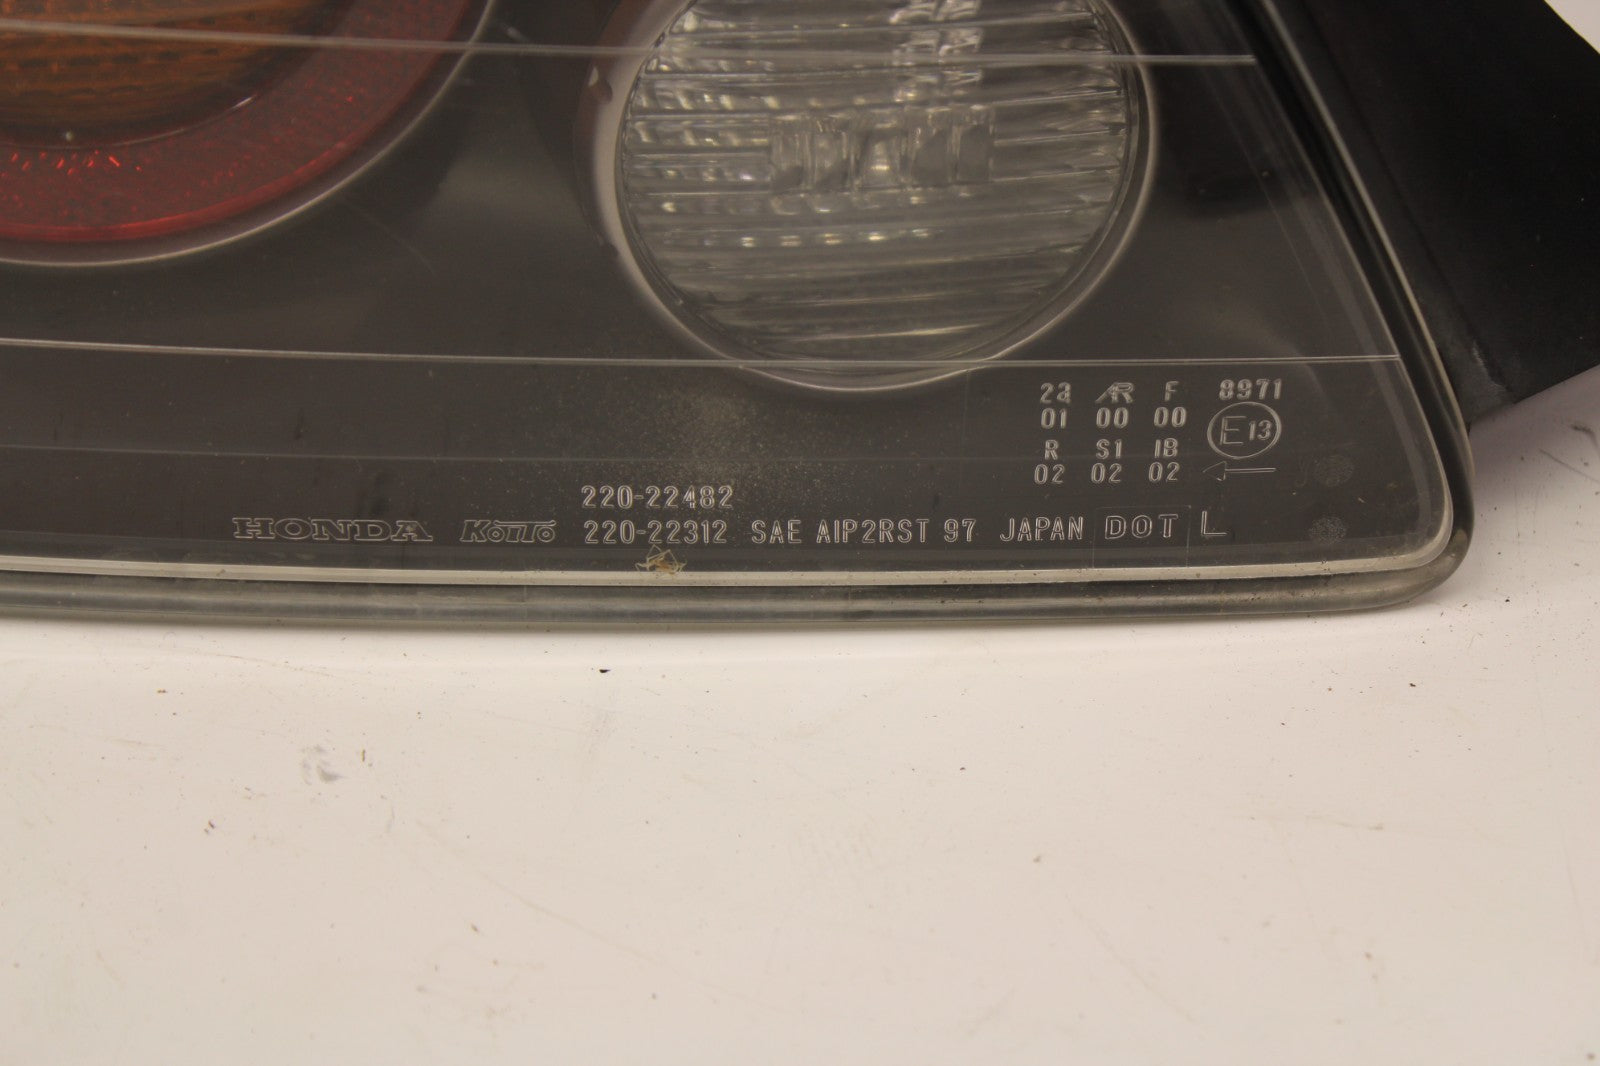 2a AR F 8971
01 00 00
E13
R S1 IB
02 02 02
220-22482
HONDA KOITO 220-22312 SAE AIP2RST 97 JAPAN DOT L